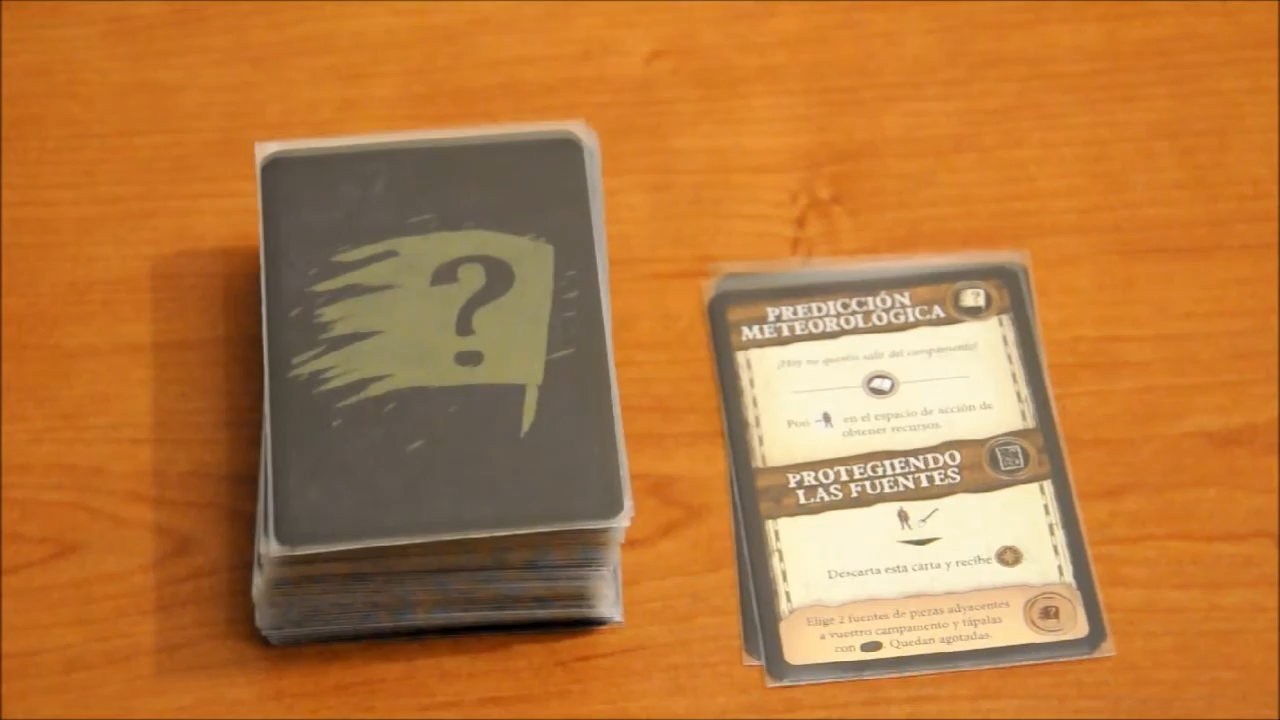 ?
PREDICCIÓN
METEOROLÓGICA
?
¡Hoy no queráis salir del campamento!
Pon en el espacio de acción de
obtener recursos.
PROTEGIENDO
LAS FUENTES
Descarta esta carta y recibe
Elige 2 fuentes de piezas adyacentes
a vuestro campamento y tápalas
con . Quedan agotadas.